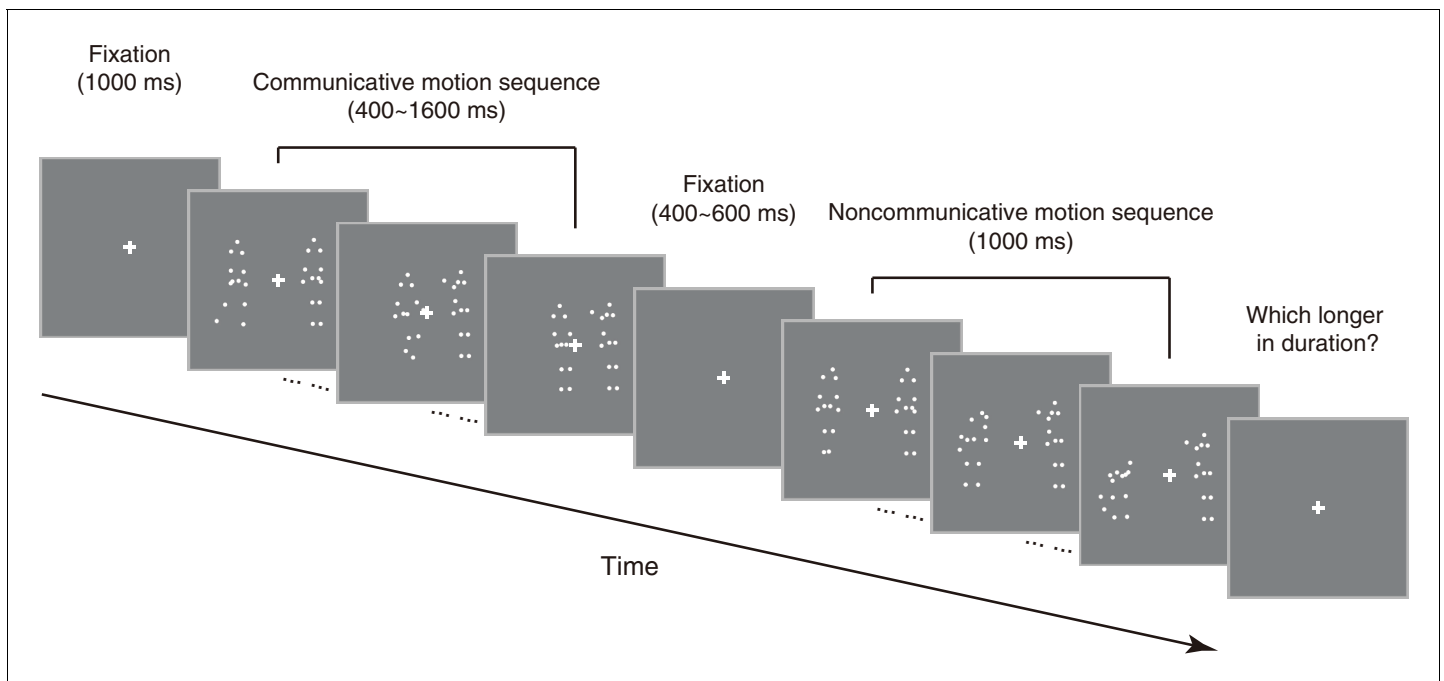 Fixation
(1000 ms)
Communicative motion sequence
(400~1600 ms)
Fixation
(400~600 ms)
Noncommunicative motion sequence
(1000 ms)
Which longer
in duration?
Time